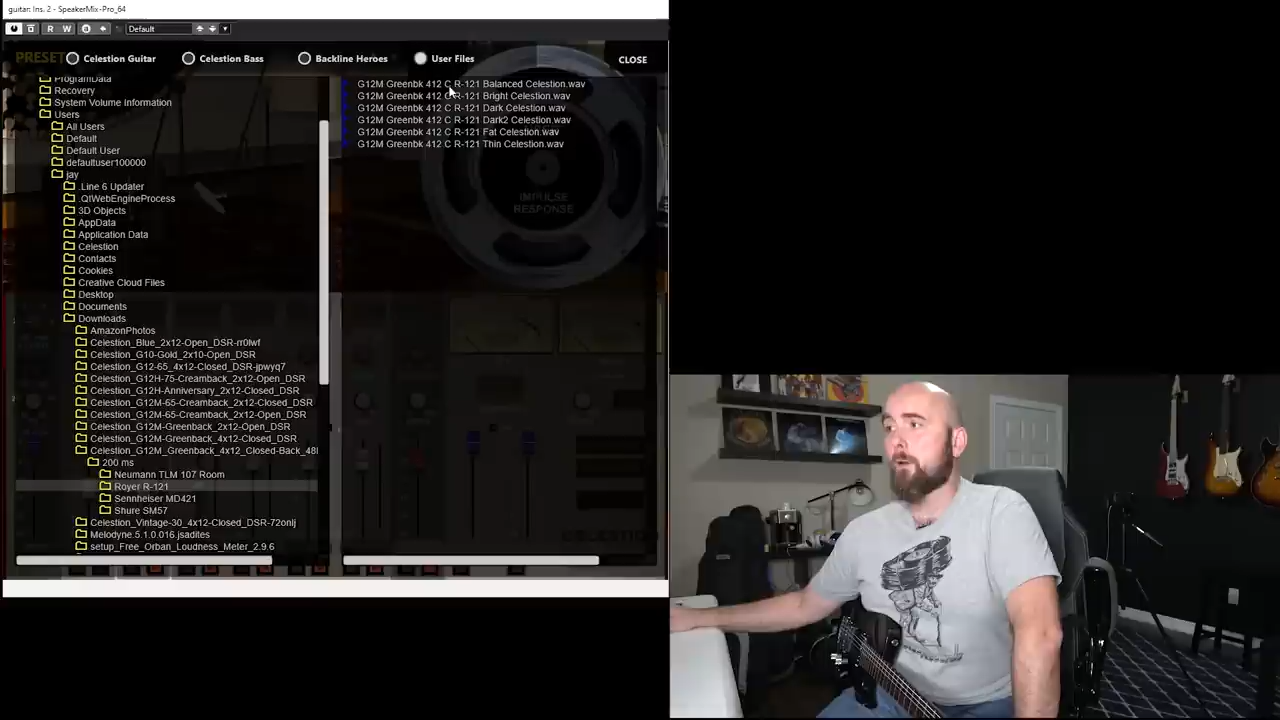 guitar: Ins. 2 - SpeakerMix-Pro_64
R W Default
PRESET Celestion Guitar Celestion Bass Backline Heroes User Files CLOSE
ProgramData
Recovery
System Volume Information
Users
All Users
Default
Default User
defaultuser100000
jay
.Line 6 Updater
.QtWebEngineProcess
3D Objects
AppData
Application Data
Celestion
Contacts
Cookies
Creative Cloud Files
Desktop
Documents
Downloads
AmazonPhotos
Celestion_Blue_2x12-Open_DSR-rr0lwf
Celestion_G10-Gold_2x10-Open_DSR
Celestion_G12-65_4x12-Closed_DSR-jpwyq7
Celestion_G12H-75-Creamback_2x12-Open_DSR
Celestion_G12H-Anniversary_2x12-Closed_DSR
Celestion_G12M-65-Creamback_2x12-Closed_DSR
Celestion_G12M-65-Creamback_2x12-Open_DSR
Celestion_G12M-Greenback_2x12-Open_DSR
Celestion_G12M-Greenback_4x12-Closed_DSR
Celestion_G12M_Greenback_4x12_Closed-Back_48
200 ms
Neumann TLM 107 Room
Royer R-121
Sennheiser MD421
Shure SM57
Celestion_Vintage-30_4x12-Closed_DSR-72onlj
Melodyne.5.1.0.016.jsadites
setup_Free_Orban_Loudness_Meter_2.9.6
G12M Greenbk 412 C R-121 Balanced Celestion.wav
G12M Greenbk 412 C R-121 Bright Celestion.wav
G12M Greenbk 412 C R-121 Dark Celestion.wav
G12M Greenbk 412 C R-121 Dark2 Celestion.wav
G12M Greenbk 412 C R-121 Fat Celestion.wav
G12M Greenbk 412 C R-121 Thin Celestion.wav
IMPULSE
RESPONSE